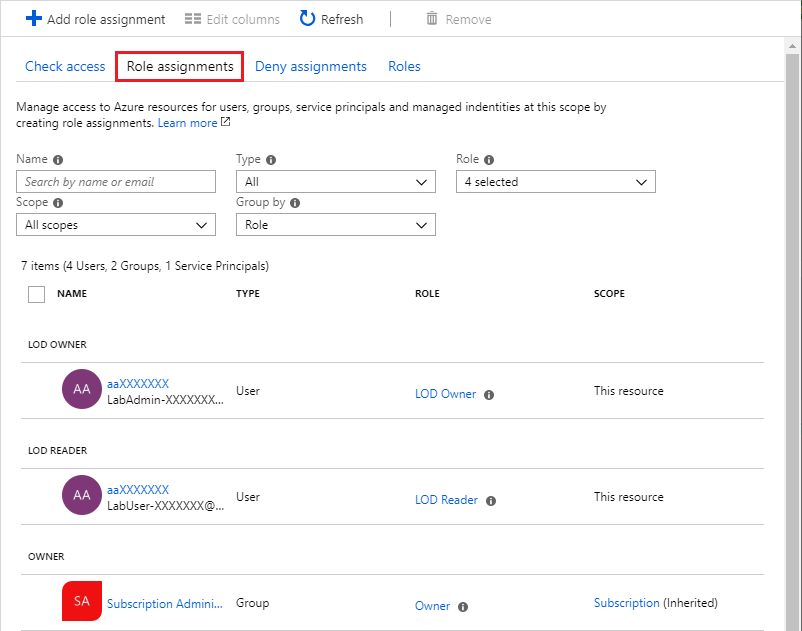 Add role assignment Edit columns Refresh | Remove
Check access Role assignments Deny assignments Roles
Manage access to Azure resources for users, groups, service principals and managed indentities at this scope by
creating role assignments. Learn more
Name Type Role
Search by name or email All 4 selected
Scope Group by
All scopes Role
7 items (4 Users, 2 Groups, 1 Service Principals)
NAME TYPE ROLE SCOPE
LOD OWNER
AA aaXXXXXXX User LOD Owner This resource
LabAdmin-XXXXXXX...
LOD READER
AA aaXXXXXXX User LOD Reader This resource
LabUser-XXXXXXX@...
OWNER
SA Subscription Admini... Group Owner Subscription (Inherited)